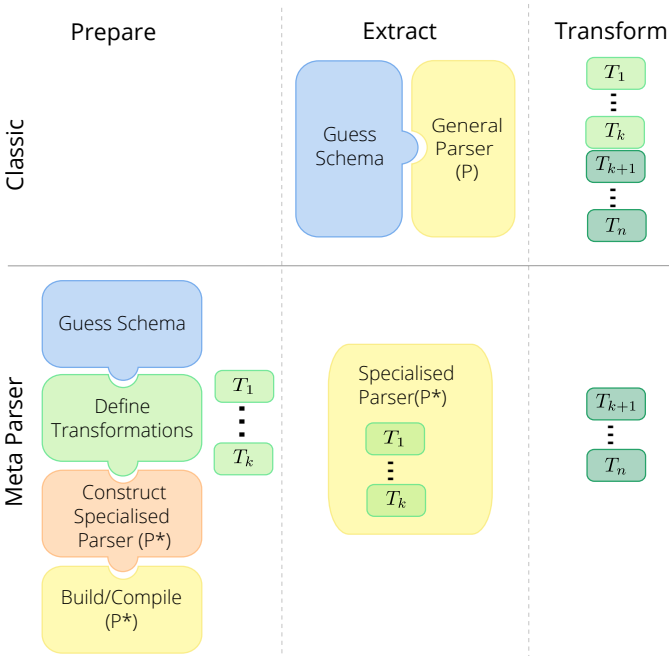 Prepare
Extract
Transform
Classic
Guess
Schema
General
Parser
(P)
T₁
Tₖ
Tₖ₊₁
Tₙ
Meta Parser
Guess Schema
Define
Transformations
T₁
Tₖ
Construct
Specialised
Parser (P*)
Build/Compile
(P*)
Specialised
Parser(P*)
T₁
Tₖ
Tₖ₊₁
Tₙ